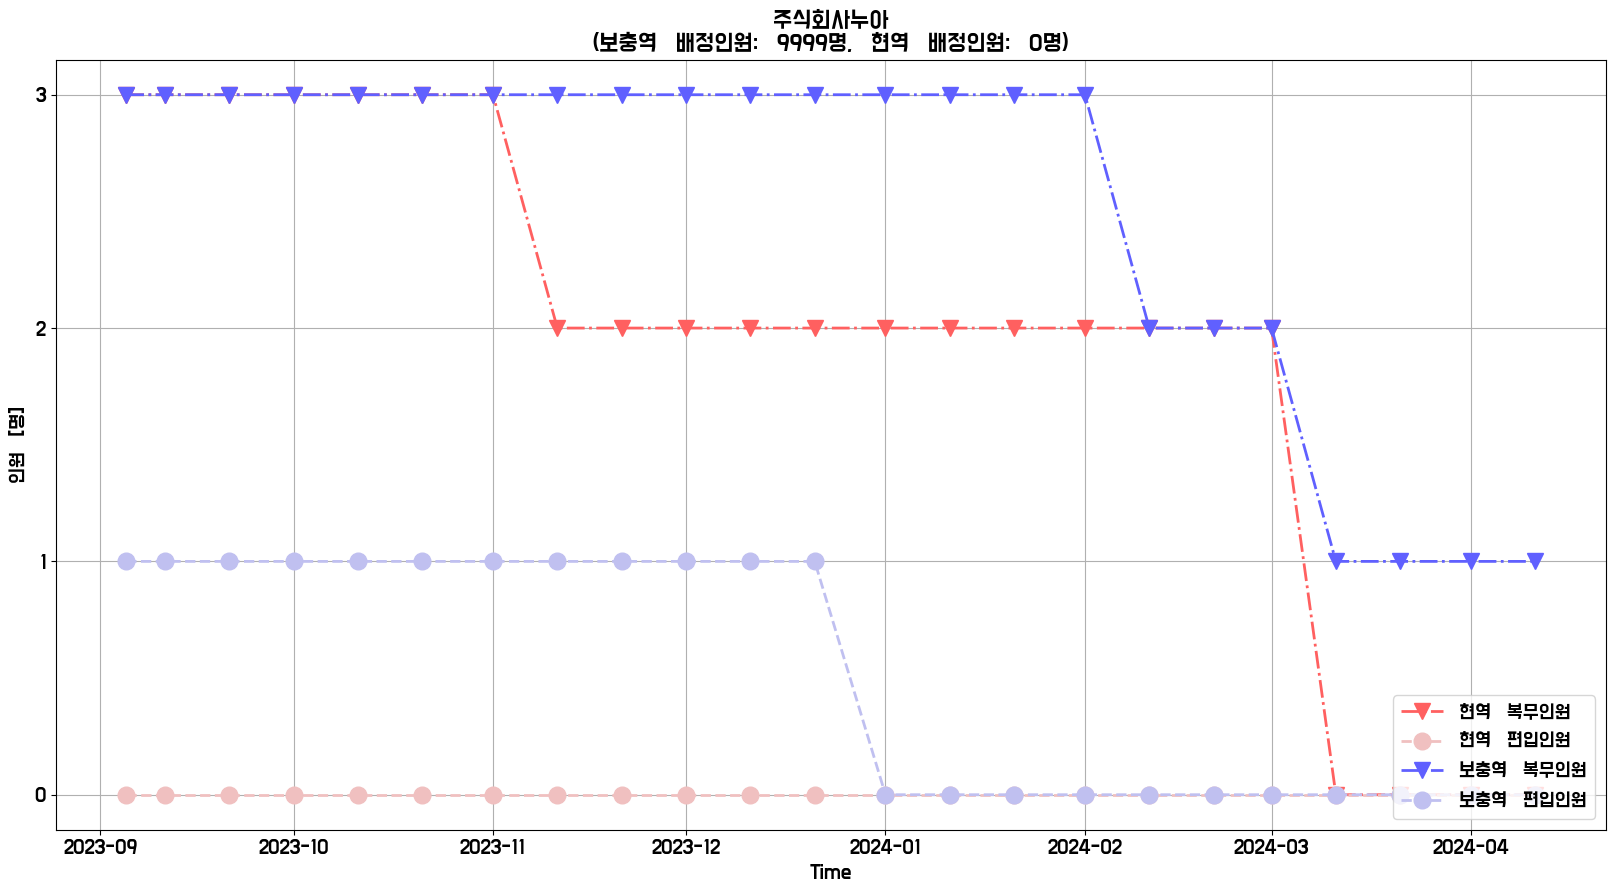 주식회사누아
(보충역 배정인원: 9999명, 현역 배정인원: 0명)
인원 [명]
3
2
1
0
2023-09 2023-10 2023-11 2023-12 2024-01 2024-02 2024-03 2024-04
Time
현역 복무인원
현역 편입인원
보충역 복무인원
보충역 편입인원